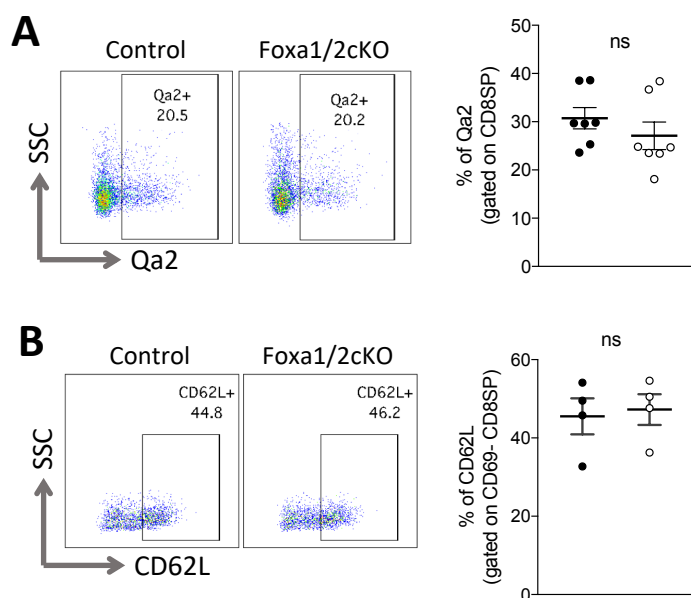 A
Control
Foxa1/2cKO
Qa2+
20.5
Qa2+
20.2
SSC
Qa2
ns
% of Qa2
(gated on CD8SP)
50
40
30
20
10
0
B
Control
Foxa1/2cKO
CD62L+
44.8
CD62L+
46.2
SSC
CD62L
ns
% of CD62L
(gated on CD69- CD8SP)
60
40
20
0